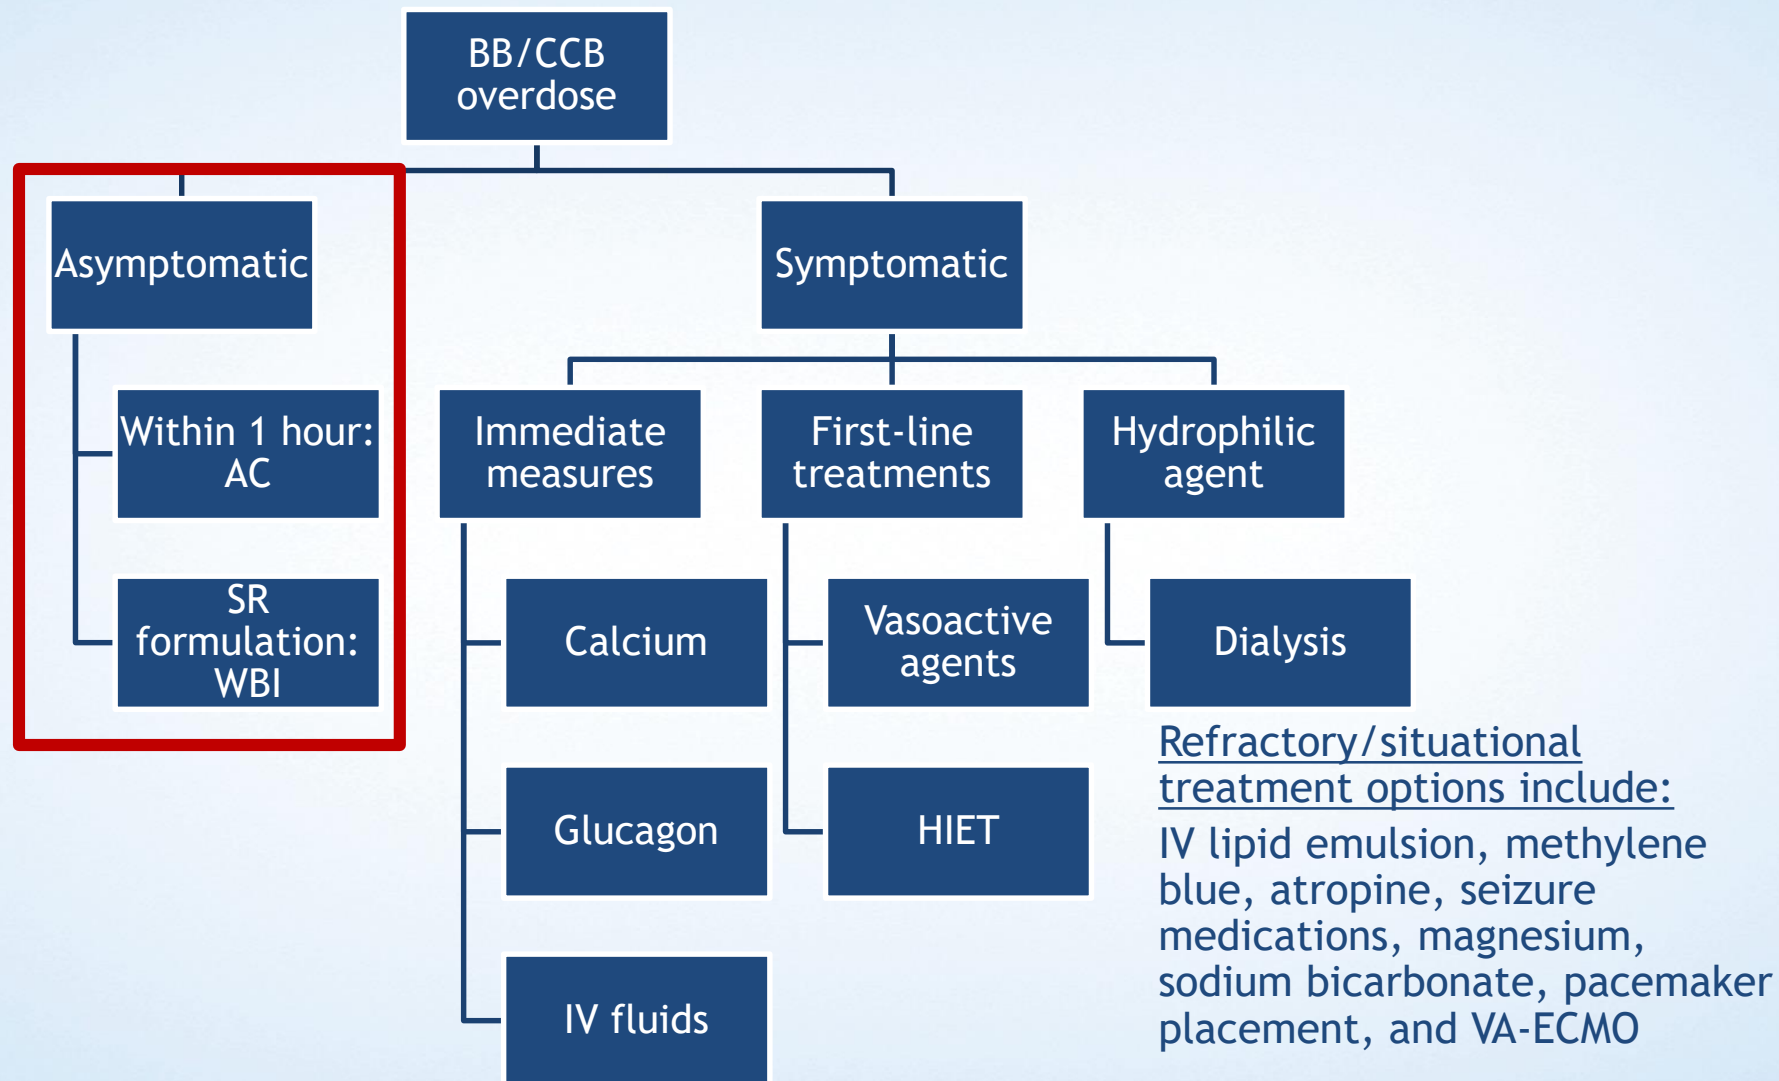 BB/CCB
overdose
Asymptomatic
Symptomatic
Within 1 hour:
AC
SR
formulation:
WBI
Immediate
measures
First-line
treatments
Hydrophilic
agent
Calcium
Vasoactive
agents
Dialysis
Glucagon
HIET
IV fluids
Refractory/situational
treatment options include:
IV lipid emulsion, methylene
blue, atropine, seizure
medications, magnesium,
sodium bicarbonate, pacemaker
placement, and VA-ECMO